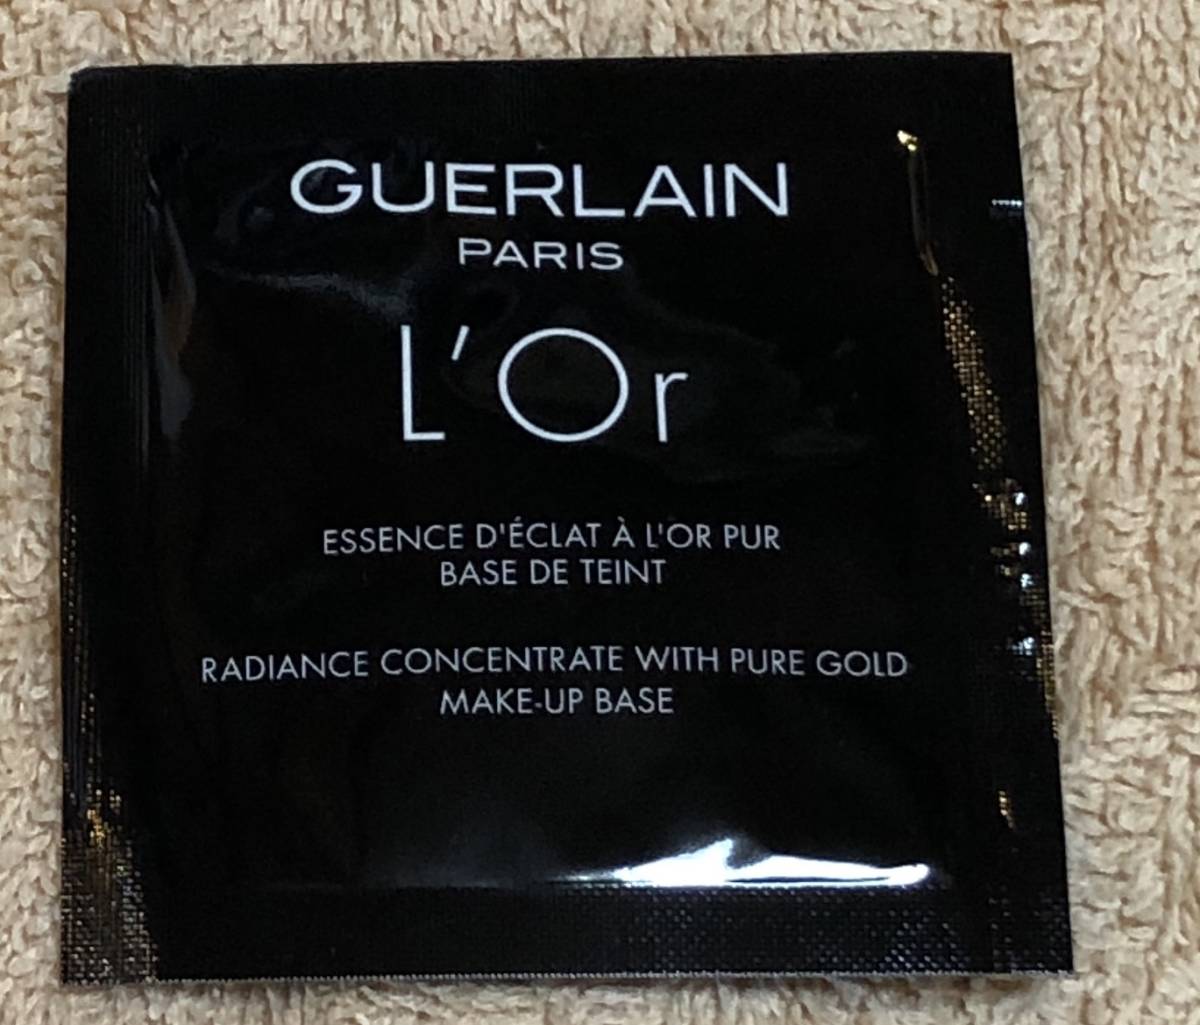 GUERLAIN
PARIS
L'Or
ESSENCE D'ÉCLAT À L'OR PUR
BASE DE TEINT
RADIANCE CONCENTRATE WITH PURE GOLD
MAKE-UP BASE